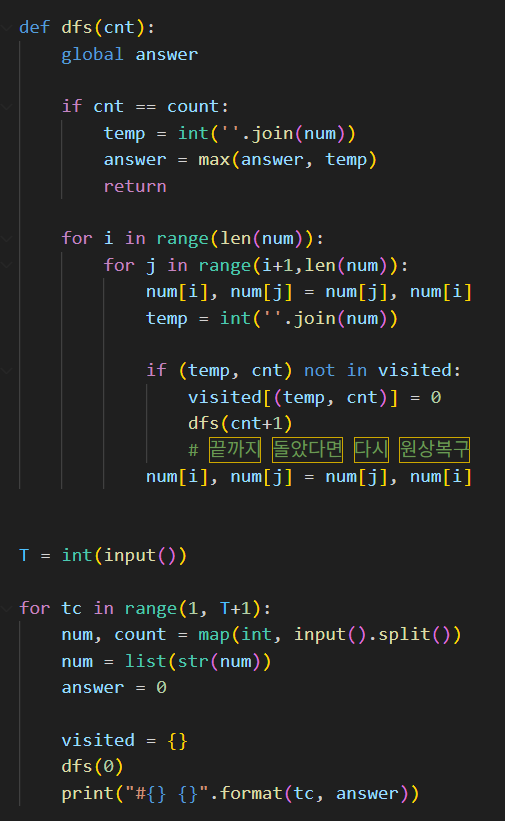 def dfs(cnt):
    global answer

    if cnt == count:
        temp = int(''.join(num))
        answer = max(answer, temp)
        return

    for i in range(len(num)):
        for j in range(i+1,len(num)):
            num[i], num[j] = num[j], num[i]
            temp = int(''.join(num))

            if (temp, cnt) not in visited:
                visited[(temp, cnt)] = 0
                dfs(cnt+1)
                # 끝까지 돌았다면 다시 원상복구
            num[i], num[j] = num[j], num[i]


T = int(input())

for tc in range(1, T+1):
    num, count = map(int, input().split())
    num = list(str(num))
    answer = 0

    visited = {}
    dfs(0)
    print("#{} {}".format(tc, answer))